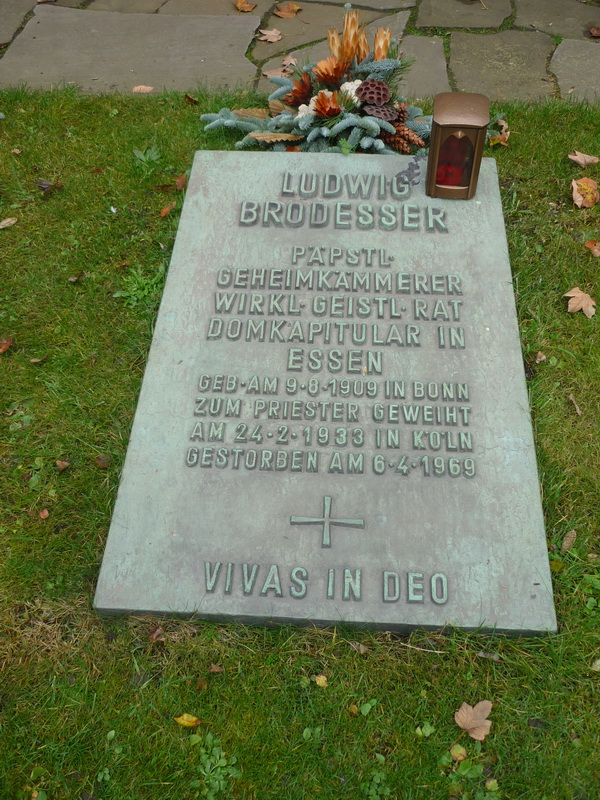 LUDWIG
BRODESSER
PÄPSTL·
GEHEIMKÄMMERER
WIRKL·GEISTL·RAT
DOMKAPITULAR IN
ESSEN
GEB·AM 9·8·1909 IN BONN
ZUM PRIESTER GEWEIHT
AM 24·2·1933 IN KÖLN
GESTORBEN AM 6·4·1969
VIVAS IN DEO